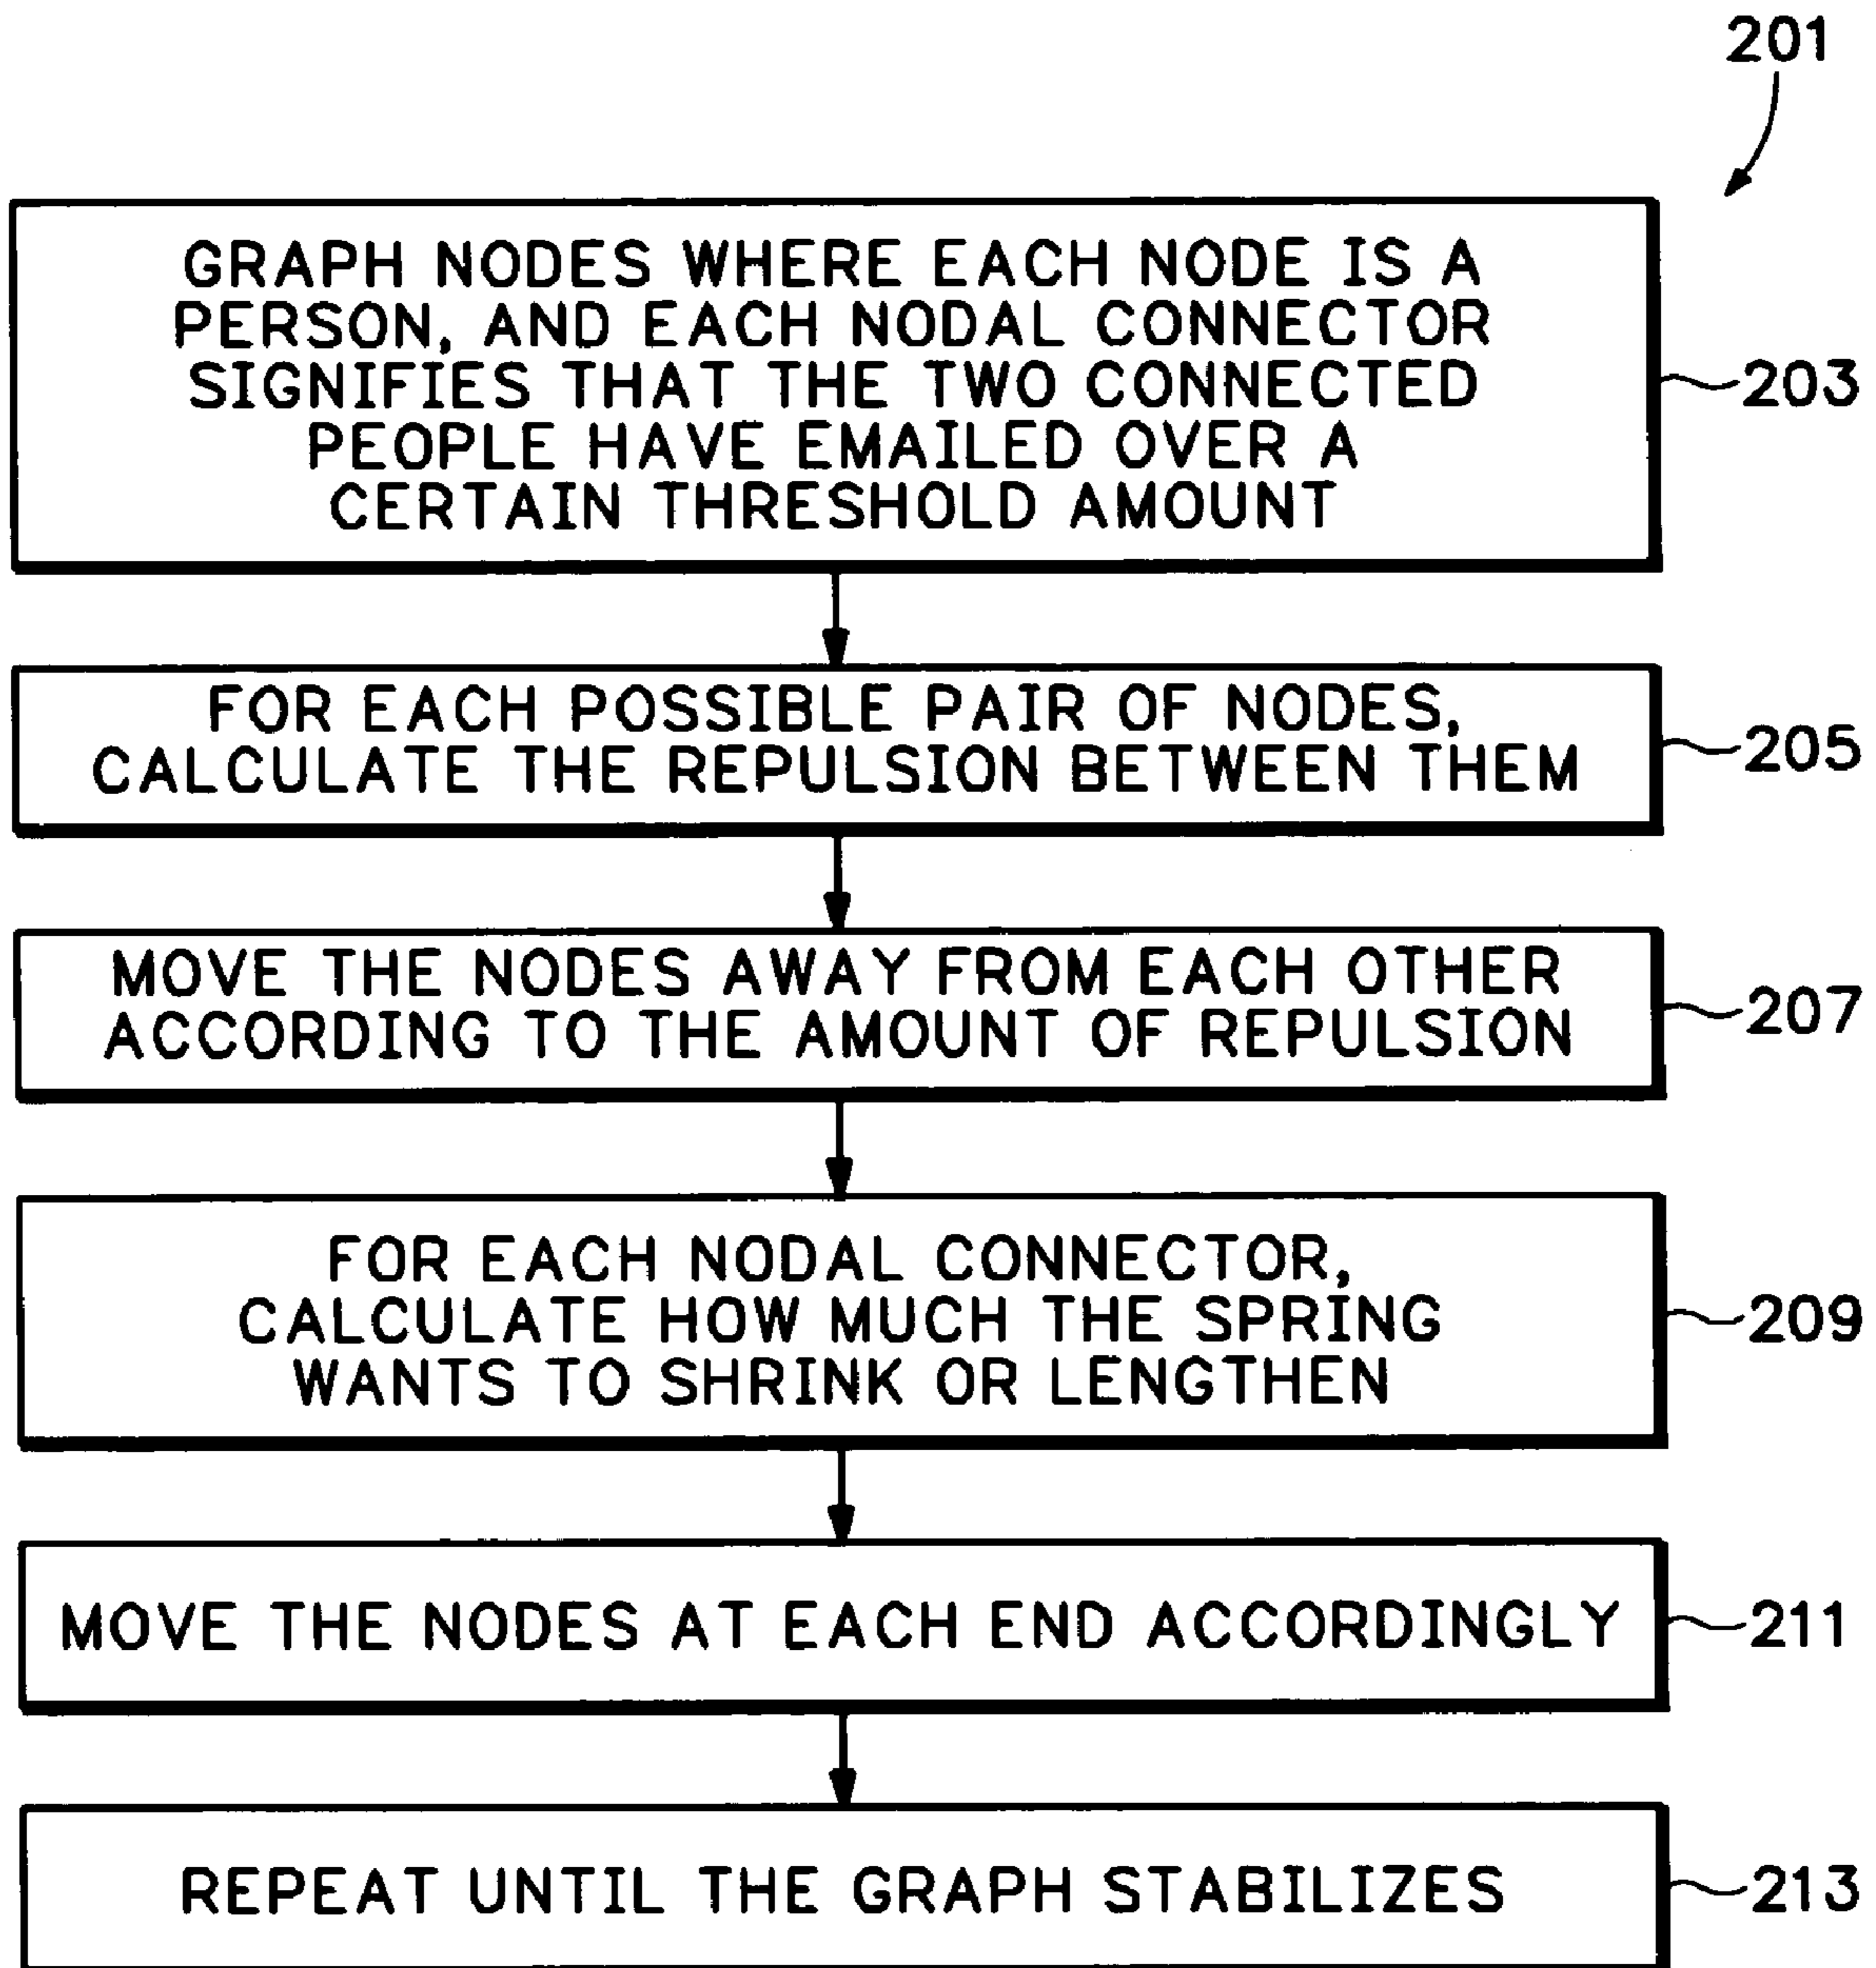 201
GRAPH NODES WHERE EACH NODE IS A
PERSON, AND EACH NODAL CONNECTOR
SIGNIFIES THAT THE TWO CONNECTED
PEOPLE HAVE EMAILED OVER A
CERTAIN THRESHOLD AMOUNT
203
FOR EACH POSSIBLE PAIR OF NODES,
CALCULATE THE REPULSION BETWEEN THEM
205
MOVE THE NODES AWAY FROM EACH OTHER
ACCORDING TO THE AMOUNT OF REPULSION
207
FOR EACH NODAL CONNECTOR,
CALCULATE HOW MUCH THE SPRING
WANTS TO SHRINK OR LENGTHEN
209
MOVE THE NODES AT EACH END ACCORDINGLY
211
REPEAT UNTIL THE GRAPH STABILIZES
213